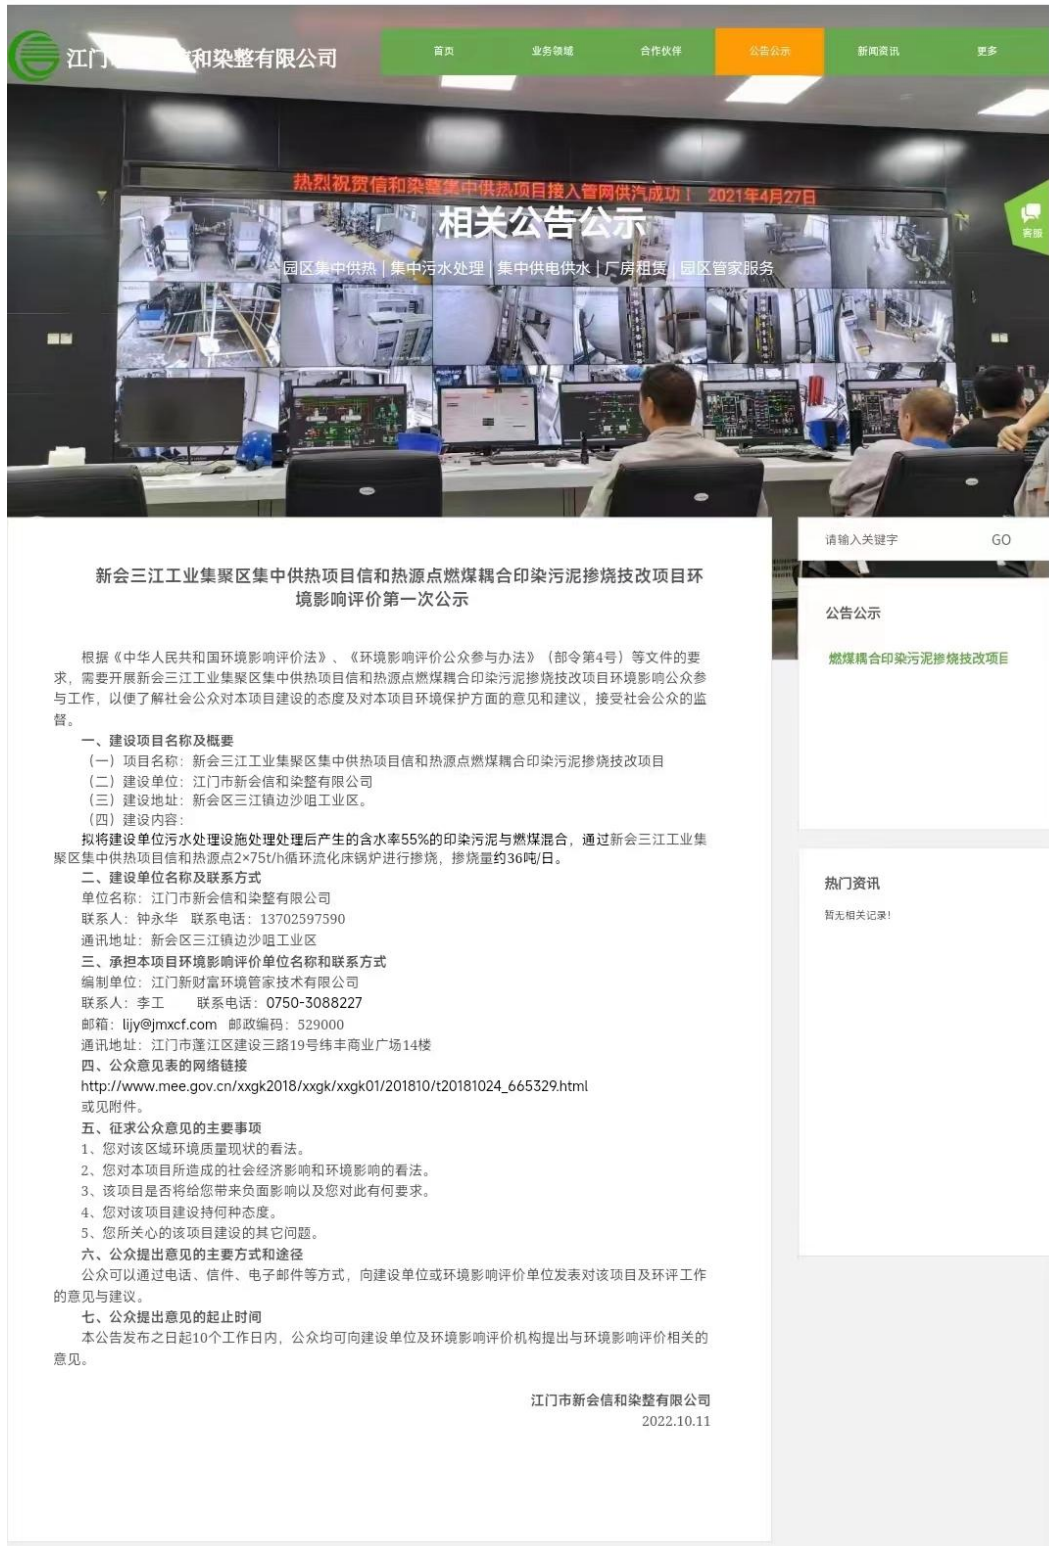 江门
和染整有限公司
首页
业务领域
合作伙伴
公告公示
新闻资讯
更多
热烈祝贺信和染整集中供热项目接入管网供汽成功！ 2021年4月27日
相关公告公示
园区集中供热 | 集中污水处理 | 集中供电供水 | 厂房租赁 | 园区管家服务
客服
新会三江工业集聚区集中供热项目信和热源点燃煤耦合印染污泥掺烧技改项目环
境影响评价第一次公示
根据《中华人民共和国环境影响评价法》、《环境影响评价公众参与办法》（部令第4号）等文件的要
求，需要开展新会三江工业集聚区集中供热项目信和热源点燃煤耦合印染污泥掺烧技改项目环境影响公众参
与工作，以便了解社会公众对本项目建设的态度及对本项目环境保护方面的意见和建议，接受社会公众的监
督。
一、建设项目名称及概要
（一）项目名称：新会三江工业集聚区集中供热项目信和热源点燃煤耦合印染污泥掺烧技改项目
（二）建设单位：江门市新会信和染整有限公司
（三）建设地址：新会区三江镇边沙咀工业区。
（四）建设内容：
拟将建设单位污水处理设施处理处理后产生的含水率55%的印染污泥与燃煤混合，通过新会三江工业集
聚区集中供热项目信和热源点2×75t/h循环流化床锅炉进行掺烧，掺烧量约36吨/日。
二、建设单位名称及联系方式
单位名称：江门市新会信和染整有限公司
联系人：钟永华 联系电话：13702597590
通讯地址：新会区三江镇边沙咀工业区
三、承担本项目环境影响评价单位名称和联系方式
编制单位：江门新财富环境管家技术有限公司
联系人：李工 联系电话：0750-3088227
邮箱：lijy@jmxcf.com 邮政编码：529000
通讯地址：江门市蓬江区建设三路19号纬丰商业广场14楼
四、公众意见表的网络链接
http://www.mee.gov.cn/xxgk2018/xxgk/xxgk01/201810/t20181024_665329.html
或见附件。
五、征求公众意见的主要事项
1、您对该区域环境质量现状的看法。
2、您对本项目所造成的社会经济影响和环境影响的看法。
3、该项目是否将给您带来负面影响以及您对此有何要求。
4、您对该项目建设持何种态度。
5、您所关心的该项目建设的其它问题。
六、公众提出意见的主要方式和途径
公众可以通过电话、信件、电子邮件等方式，向建设单位或环境影响评价单位发表对该项目及环评工作
的意见与建议。
七、公众提出意见的起止时间
本公告发布之日起10个工作日内，公众均可向建设单位及环境影响评价机构提出与环境影响评价相关的
意见。
江门市新会信和染整有限公司
2022.10.11
请输入关键字
GO
公告公示
燃煤耦合印染污泥掺烧技改项目
热门资讯
暂无相关记录！